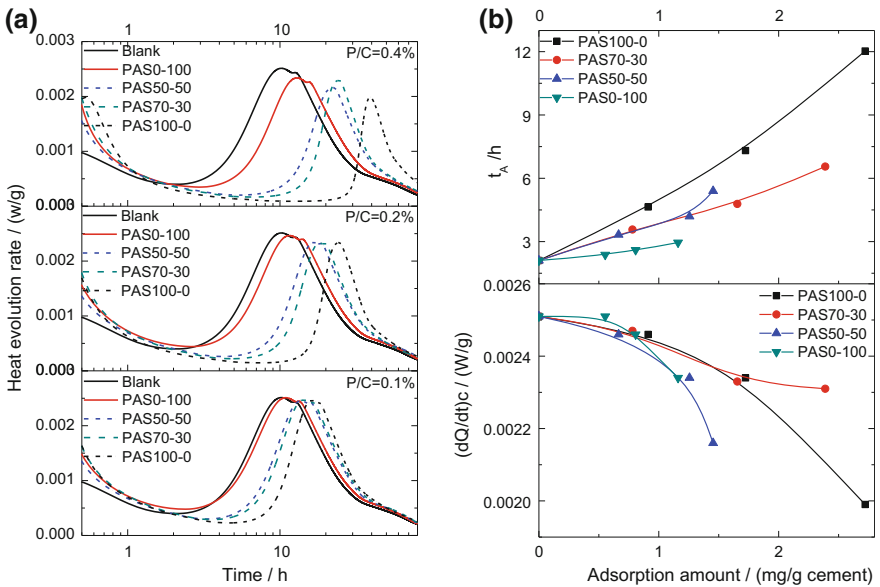 (a)
1 10
0.003
0.002
0.001
0.000
Blank
PAS0-100
PAS50-50
PAS70-30
PAS100-0
P/C=0.4%
0.003
0.002
0.001
0.000
Blank
PAS0-100
PAS50-50
PAS70-30
PAS100-0
P/C=0.2%
0.003
0.002
0.001
0.000
Blank
PAS0-100
PAS50-50
PAS70-30
PAS100-0
P/C=0.1%
Heat evolution rate / (w/g)
1 10
Time / h
(b)
0 1 2
12
9
6
3
tA /h
PAS100-0
PAS70-30
PAS50-50
PAS0-100
0.0026
0.0024
0.0022
0.0020
(dQ/dt)c / (W/g)
PAS100-0
PAS70-30
PAS50-50
PAS0-100
0 1 2
Adsorption amount / (mg/g cement)